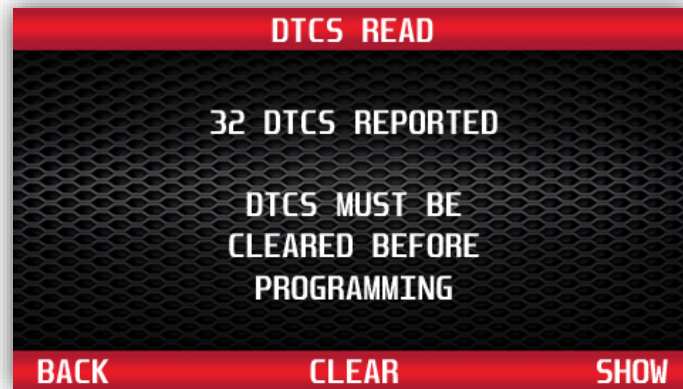 DTCS READ
32 DTCS REPORTED
DTCS MUST BE
CLEARED BEFORE
PROGRAMMING
BACK CLEAR SHOW